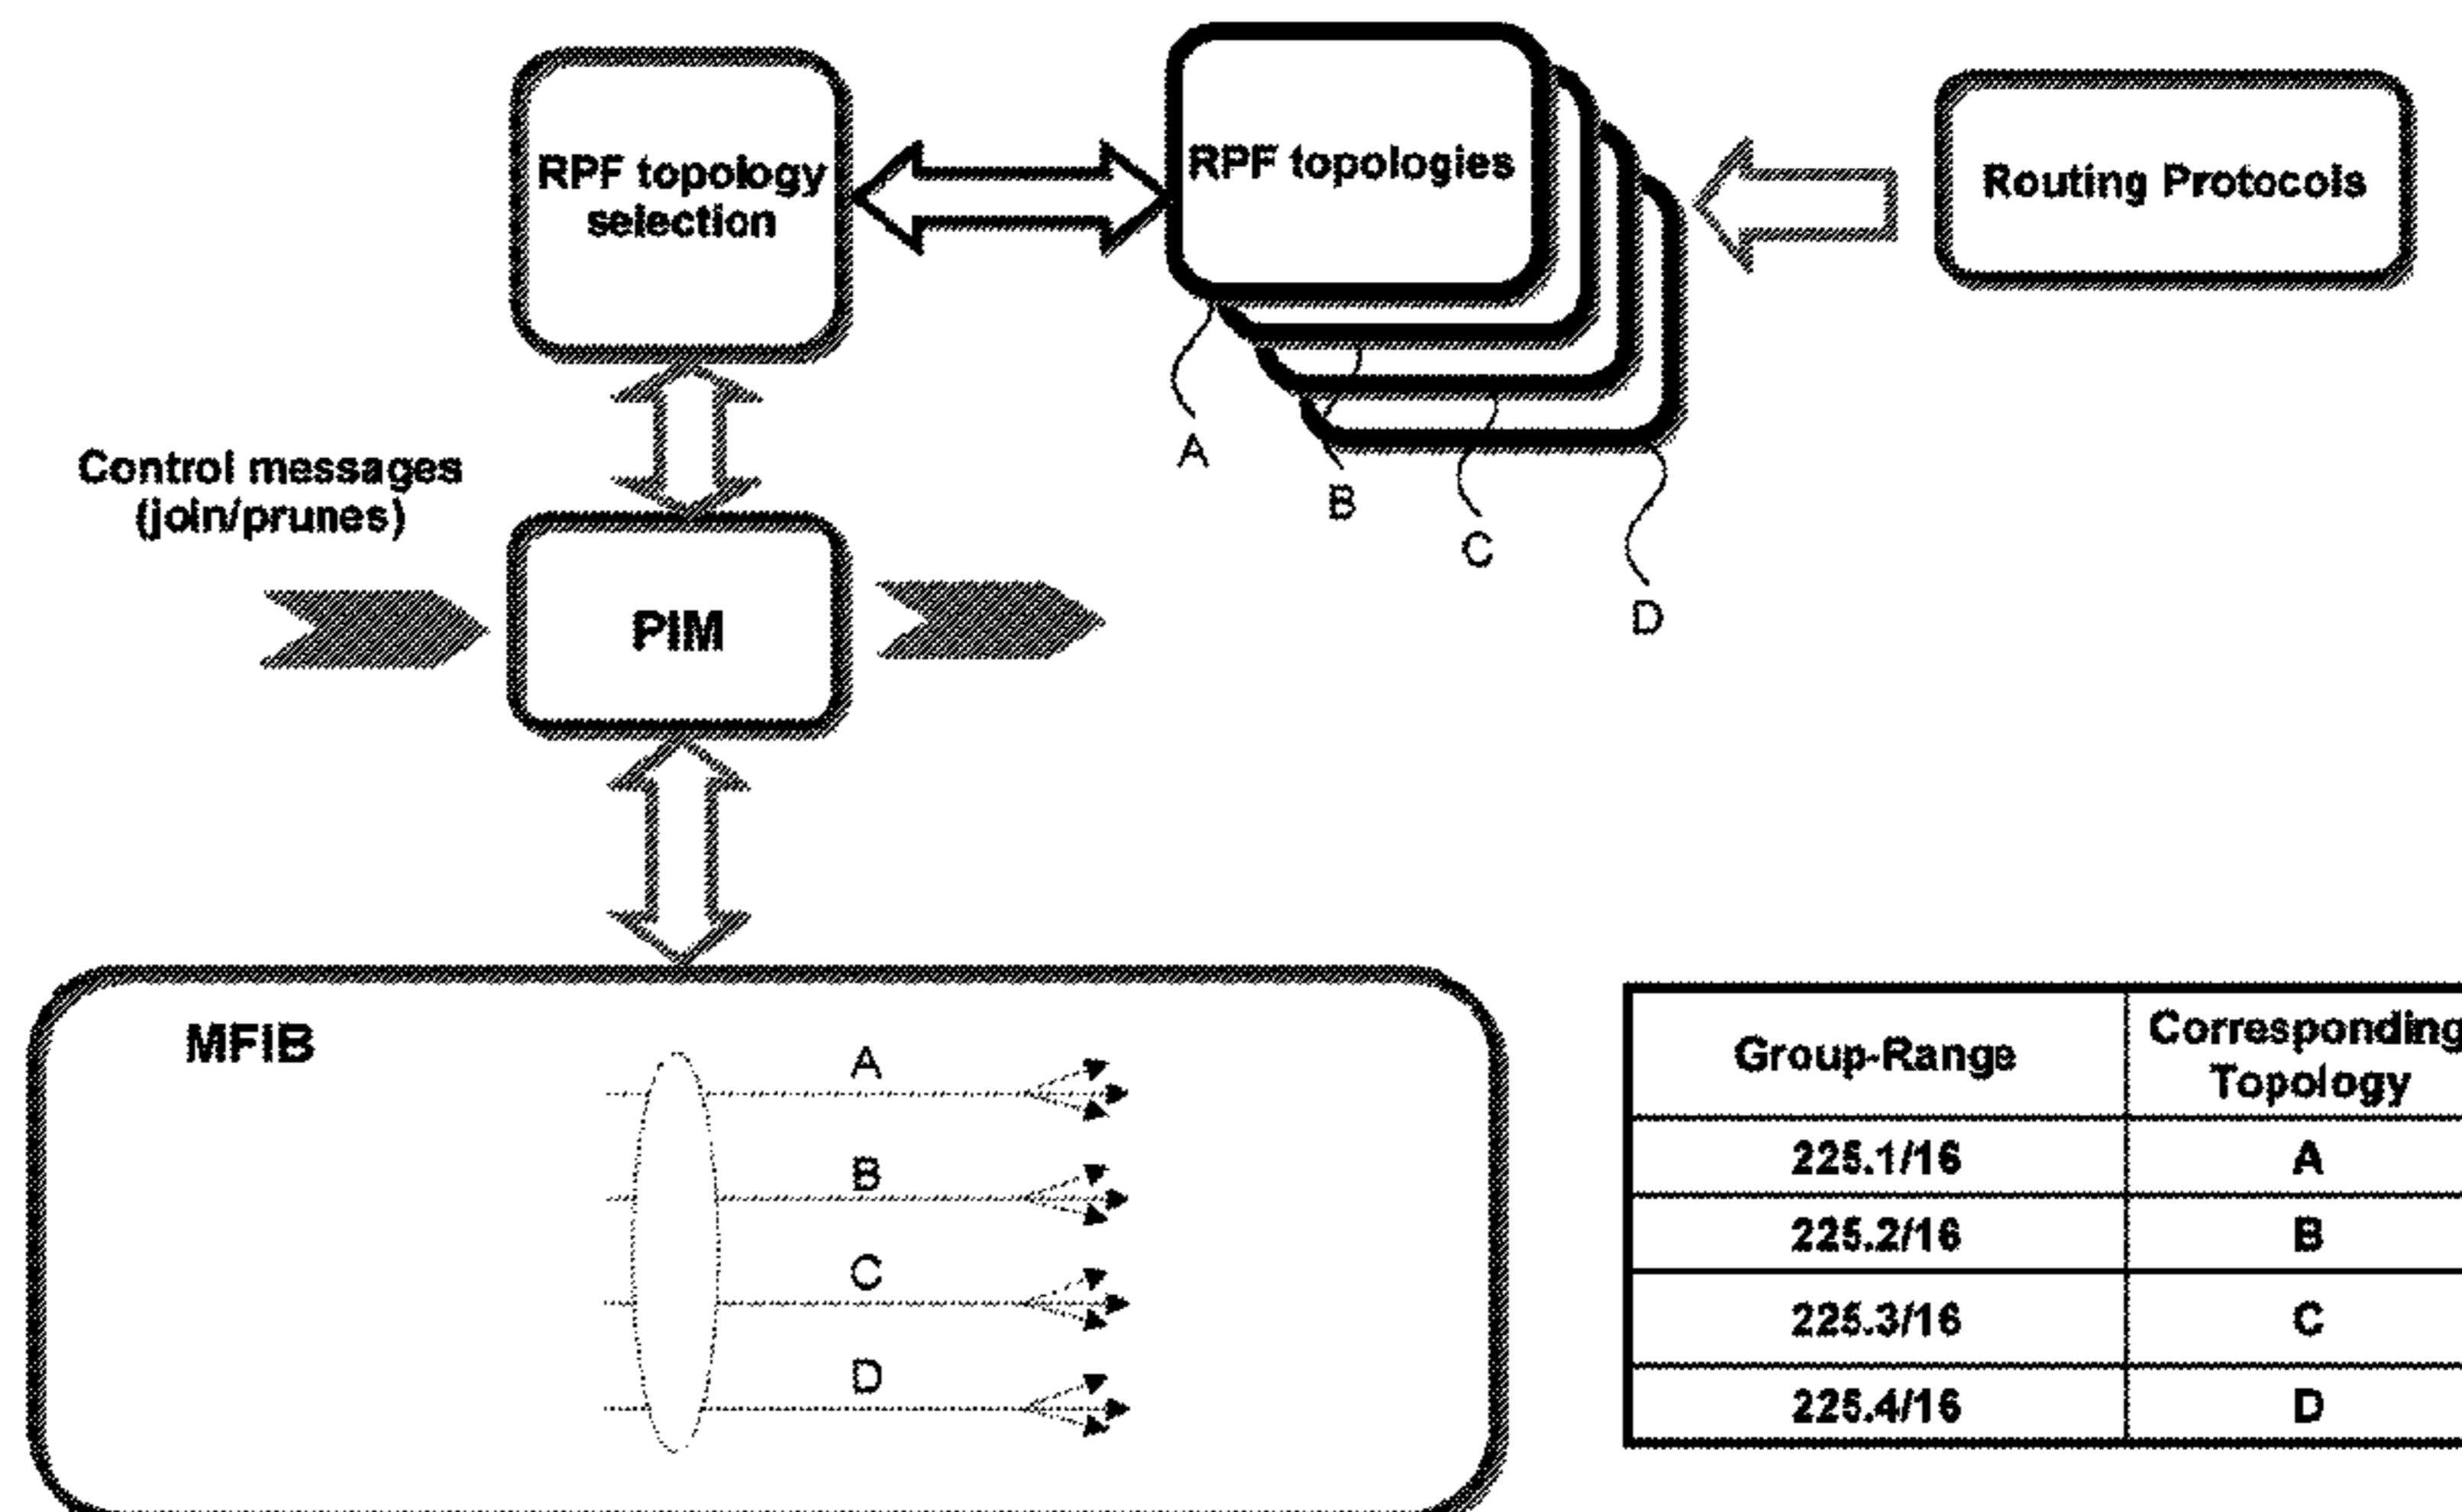 RPF topology
selection
RPF topologies
Routing Protocols
A
B
C
D
Control messages
(join/prunes)
PIM
MFIB
A
B
C
D
Group-Range
Corresponding
Topology
225.1/16
A
225.2/16
B
225.3/16
C
225.4/16
D